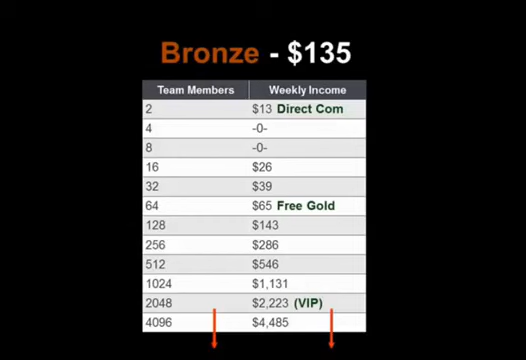 Bronze - $135
Team Members Weekly Income
2 $13 Direct Com
4 -0-
8 -0-
16 $26
32 $39
64 $65 Free Gold
128 $143
256 $286
512 $546
1024 $1,131
2048 $2,223 (VIP)
4096 $4,485